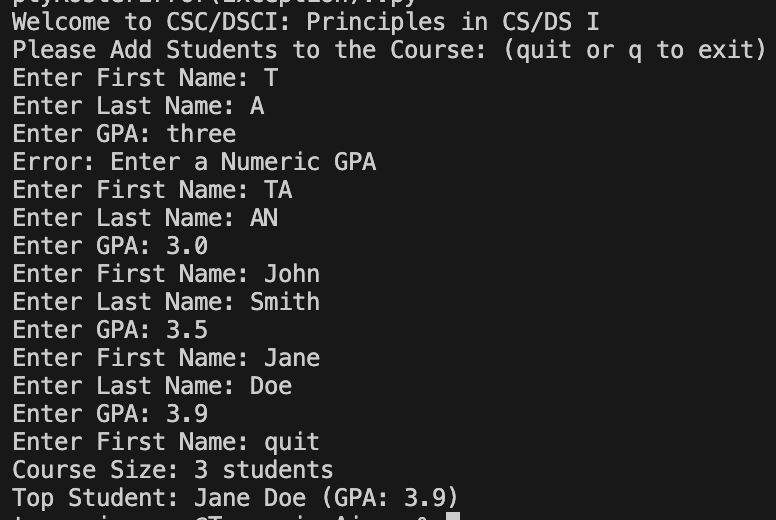 ptyRosterError(Exception)..py
Welcome to CSC/DSCI: Principles in CS/DS I
Please Add Students to the Course: (quit or q to exit)
Enter First Name: T
Enter Last Name: A
Enter GPA: three
Error: Enter a Numeric GPA
Enter First Name: TA
Enter Last Name: AN
Enter GPA: 3.0
Enter First Name: John
Enter Last Name: Smith
Enter GPA: 3.5
Enter First Name: Jane
Enter Last Name: Doe
Enter GPA: 3.9
Enter First Name: quit
Course Size: 3 students
Top Student: Jane Doe (GPA: 3.9)